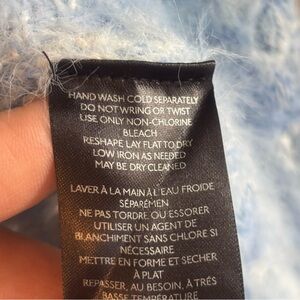 HAND WASH COLD SEPARATELY
DO NOT WRING OR TWIST
USE ONLY NON-CHLORINE
BLEACH
RESHAPE LAY FLAT TO DRY
LOW IRON AS NEEDED
MAY BE DRY CLEANED
LAVER À LA MAIN À L'EAU FROIDE
SÉPARÉMEN
NE PAS TORDRE OU ESSORER
UTILISER UN AGENT DE
BLANCHIMENT SANS CHLORE SI
NÉCESSAIRE
METTRE EN FORME ET SÉCHER
À PLAT
REPASSER, AU BESOIN, À TRÈS
BASSE TEMPÉRATURE